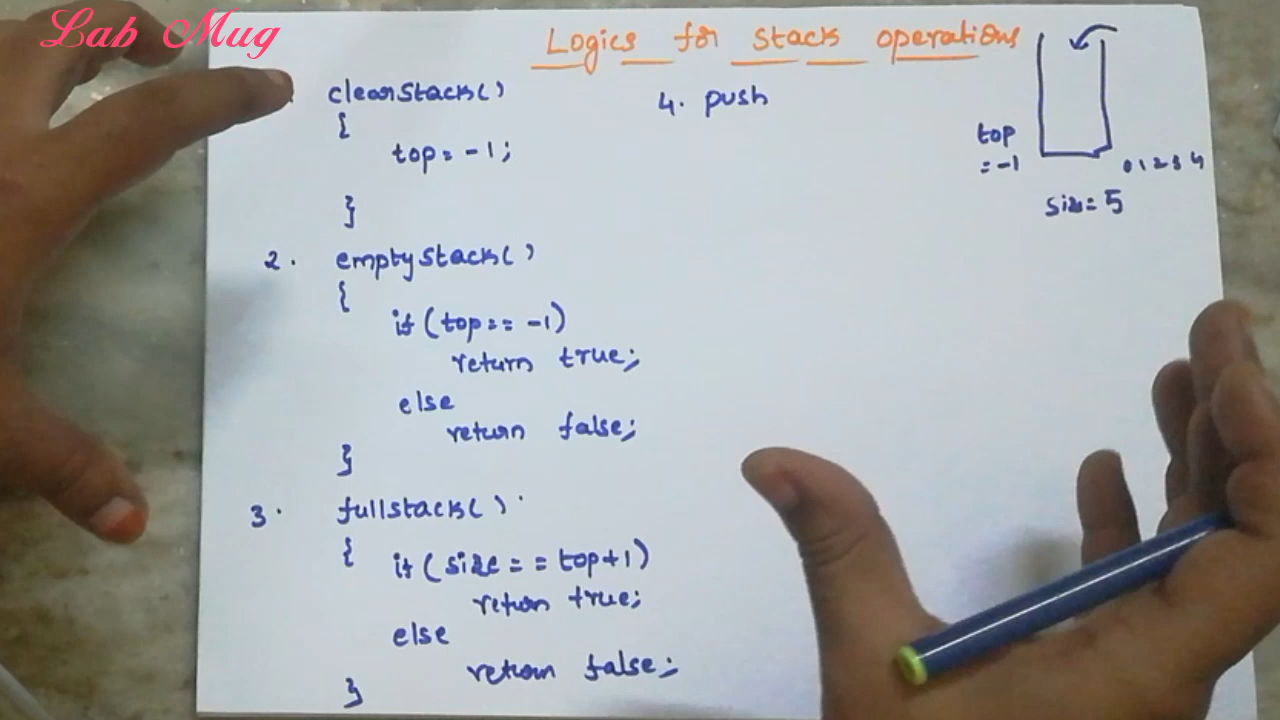 Lab Mug
Logics for stack operations
clearStack()
{
top= -1;
}
2. emptystack()
{
if (top== -1)
return true;
else
return false;
}
3. fullstack()
{ if (size = = top+1)
return true;
else
return false;
}
4. push
top
=-1
0 1 2 3 4
size= 5